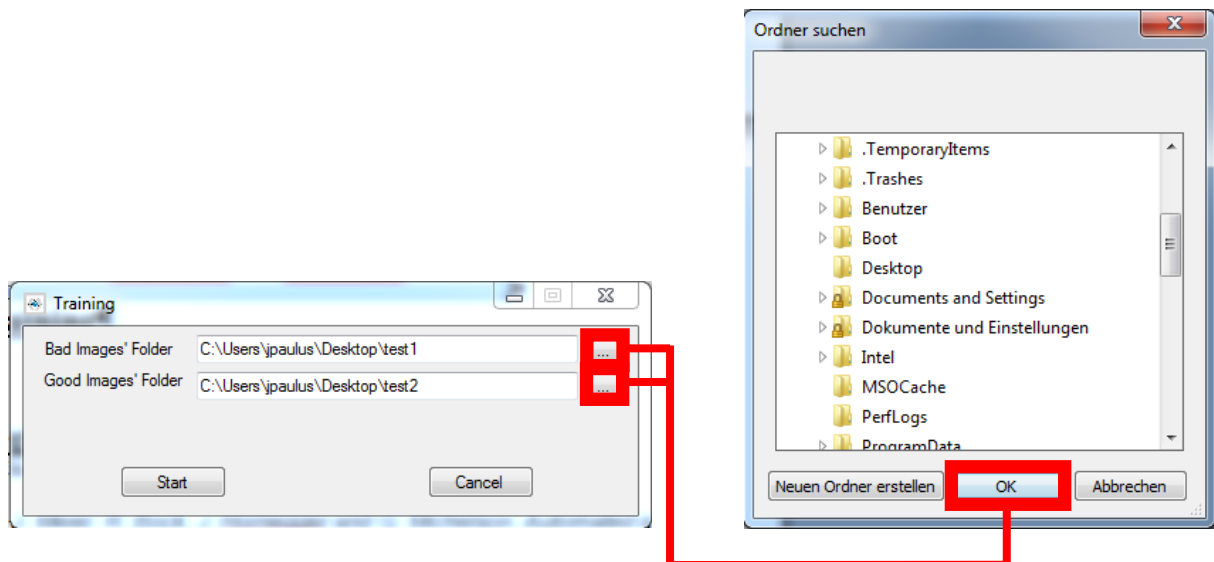 Training
Bad Images' Folder
C:\Users\jpaulus\Desktop\test1
...
Good Images' Folder
C:\Users\jpaulus\Desktop\test2
...
Start
Cancel
Ordner suchen
.TemporaryItems
.Trashes
Benutzer
Boot
Desktop
Documents and Settings
Dokumente und Einstellungen
Intel
MSOCache
PerfLogs
ProgramData
Neuen Ordner erstellen
OK
Abbrechen